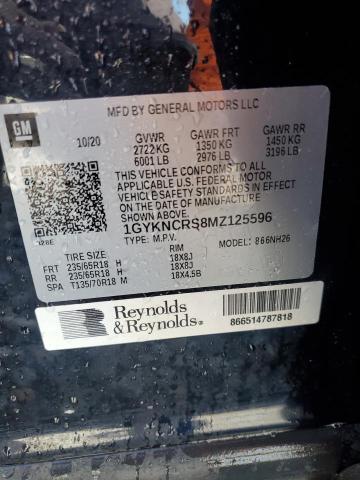 MFD BY GENERAL MOTORS LLC
GM
10/20 GVWR GAWR FRT GAWR RR
2722 KG 1350 KG 1450 KG
6001 LB 2976 LB 3196 LB
THIS VEHICLE CONFORMS TO ALL APPLICABLE U.S. FEDERAL MOTOR VEHICLE SAFETY STANDARDS IN EFFECT ON THE DATE OF MANUFACTURE SHOWN ABOVE.
1GYKNCRS8MZ125596
TYPE: M.P.V. MODEL: 866NH26
TIRE SIZE RIM
FRT 235/65R18 H 18X8J
RR 235/65R18 H 18X8J
SPA T135/70R18 M 18X4.5B
Reynolds
&Reynolds®
866514787818